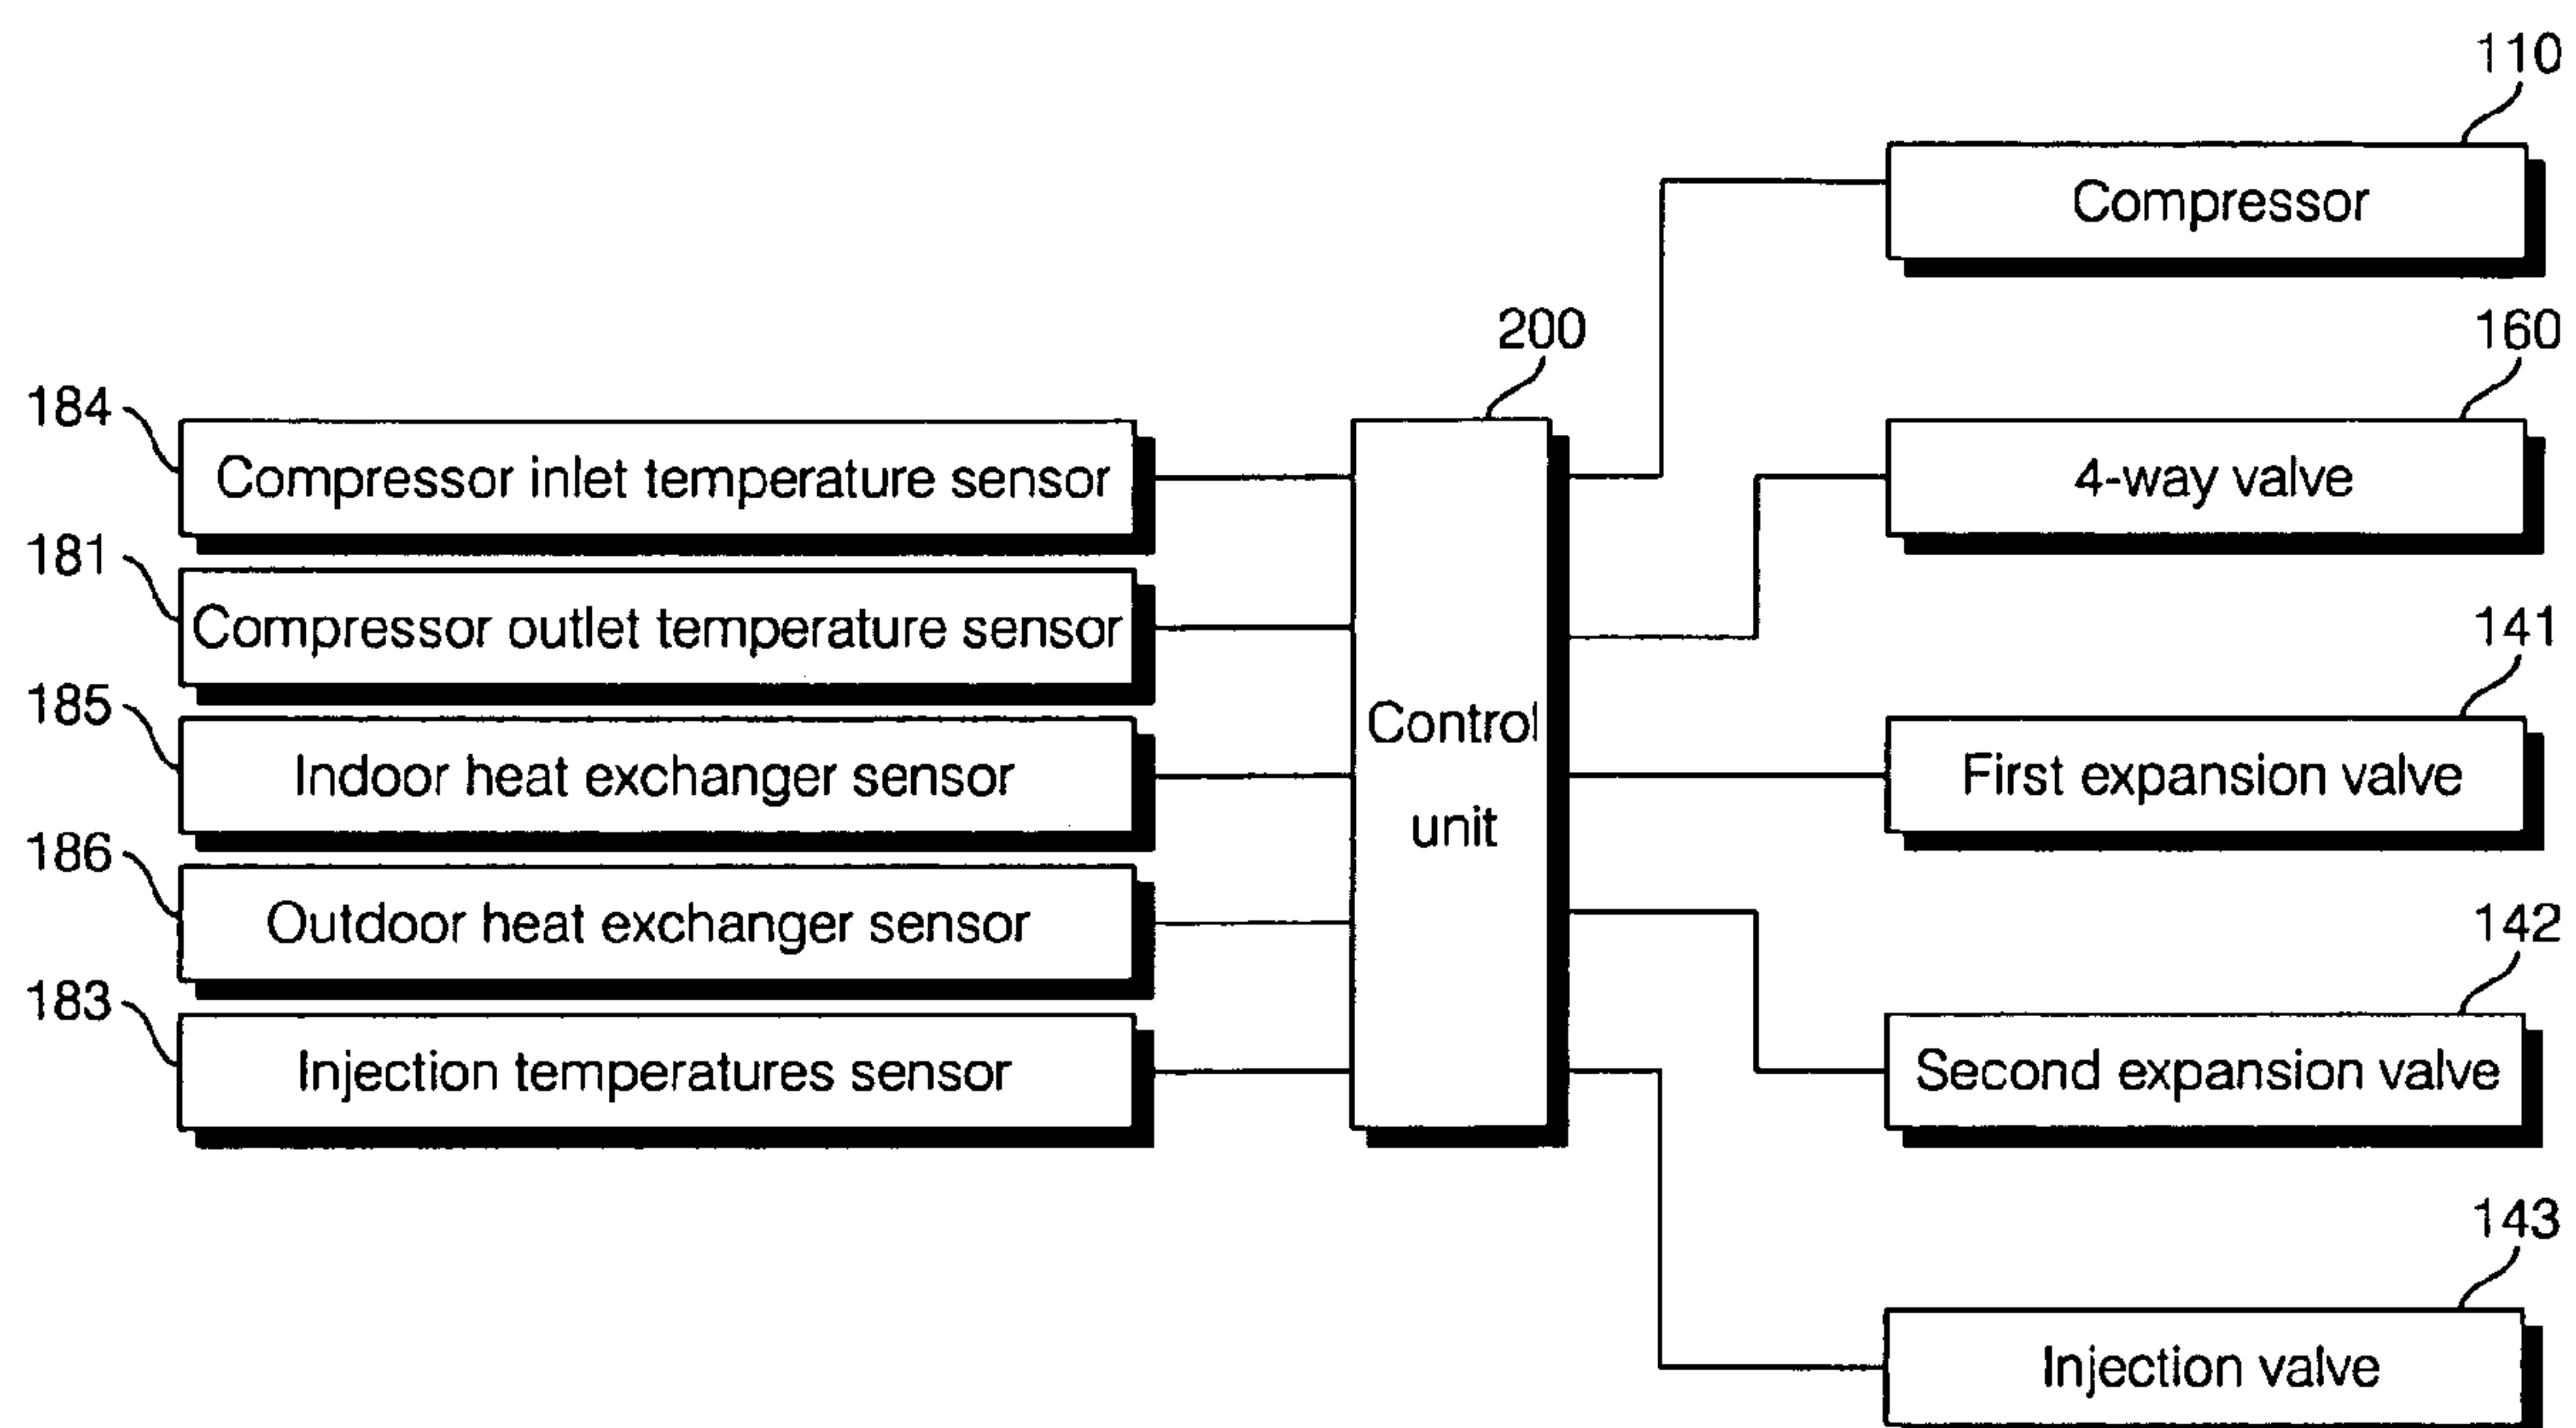 110
Compressor
160
200
184
Compressor inlet temperature sensor
4-way valve
181
Compressor outlet temperature sensor
141
185
Control
unit
Indoor heat exchanger sensor
First expansion valve
186
Outdoor heat exchanger sensor
142
183
Injection temperatures sensor
Second expansion valve
143
Injection valve